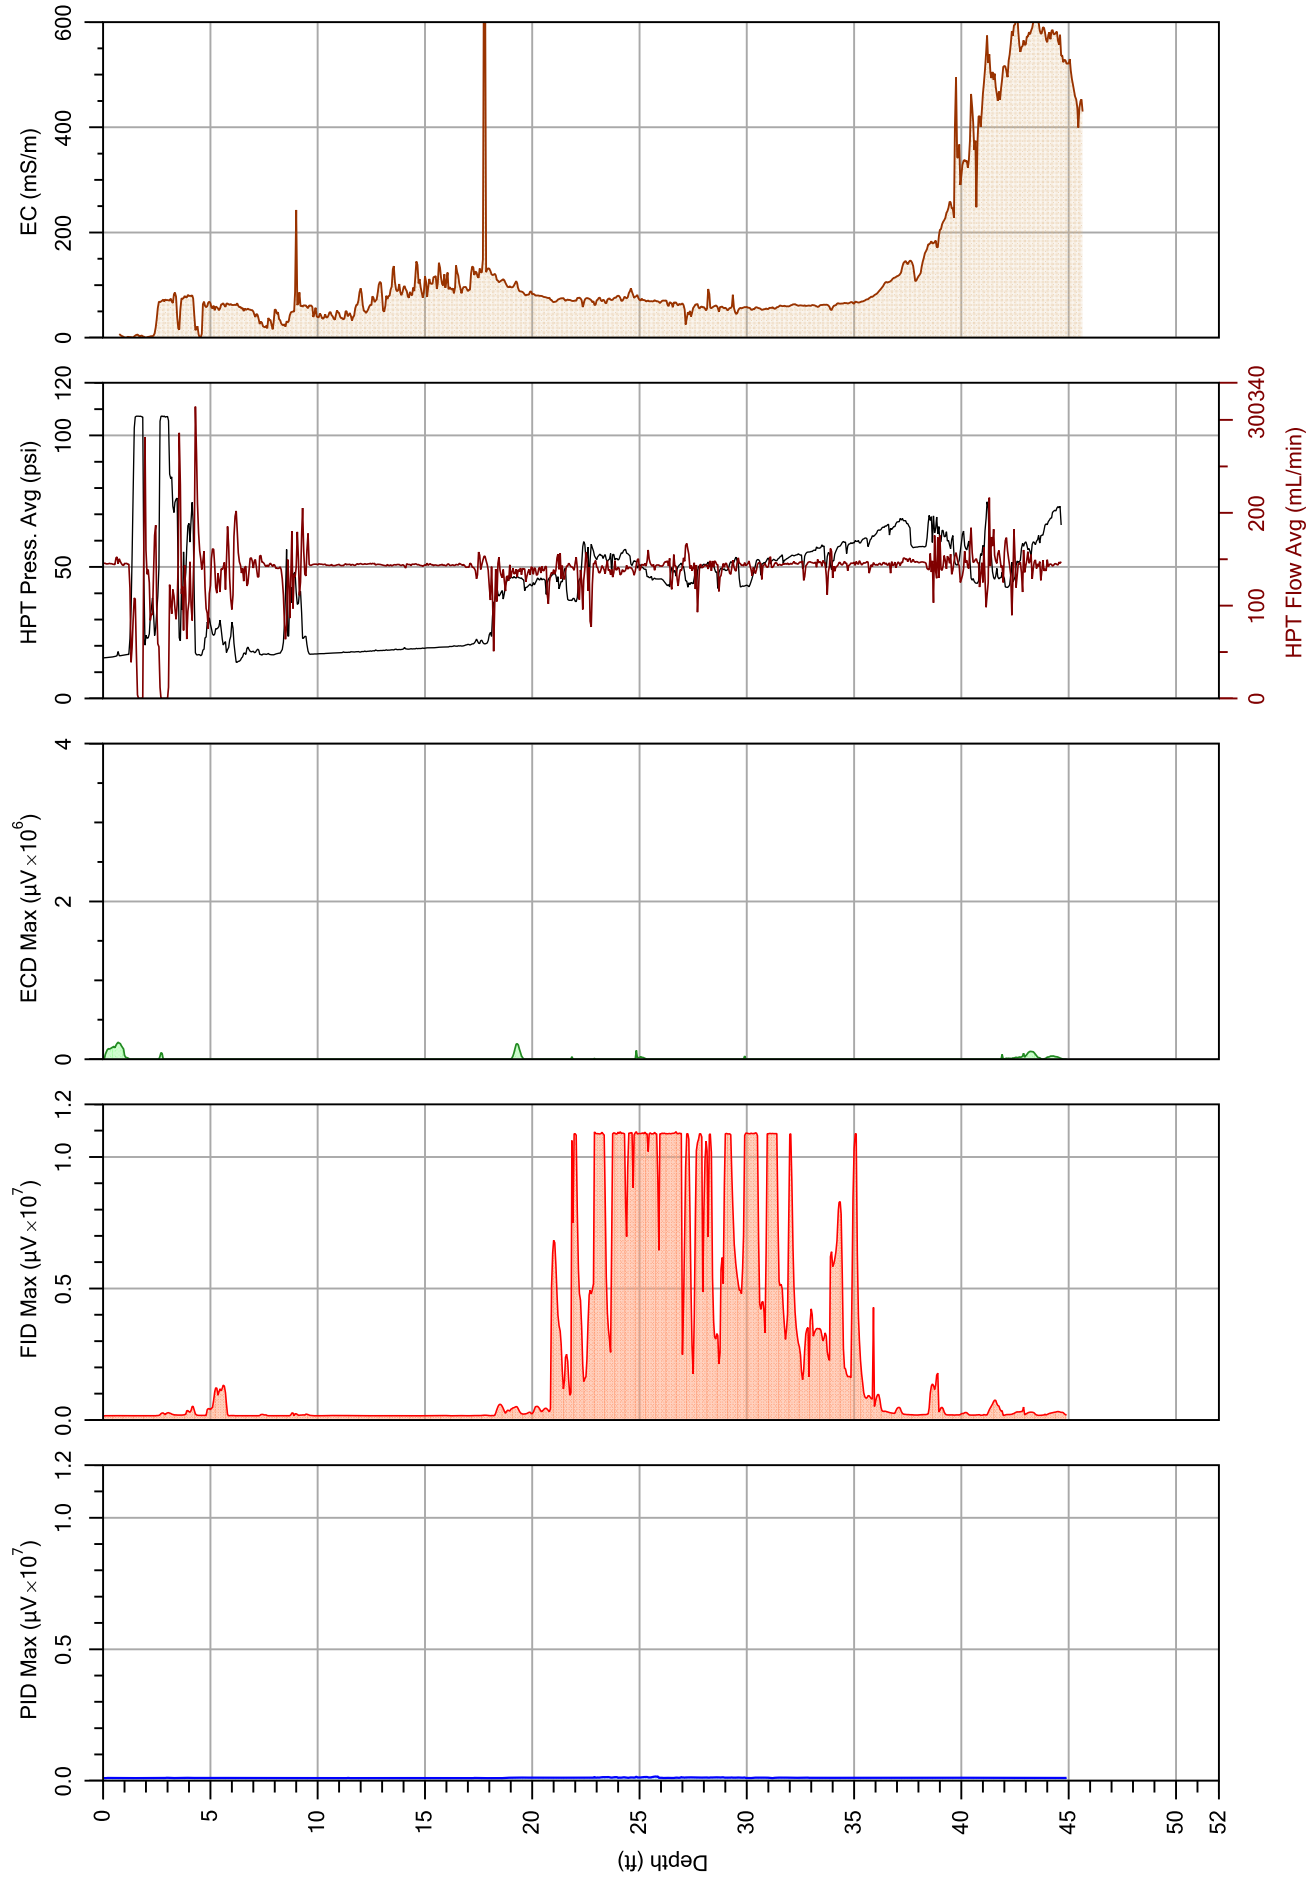 EC (mS/m)
0 200 400 600
HPT Press. Avg (psi)
0 50 100 120
0 100 200 300 340
HPT Flow Avg (mL/min)
ECD Max (µV×10⁶)
0 2 4
FID Max (µV×10⁷)
0.0 0.5 1.0 1.2
PID Max (µV×10⁷)
0.0 0.5 1.0 1.2
0 5 10 15 20 25 30 35 40 45 50 52
Depth (ft)